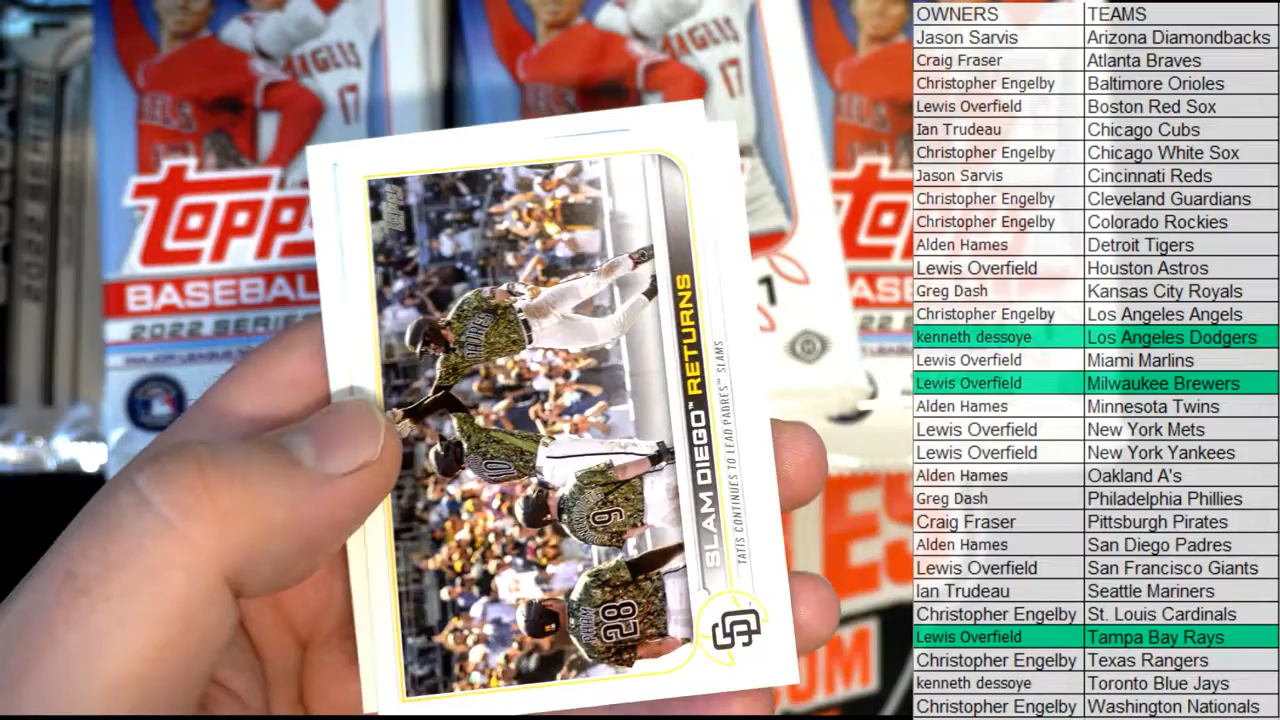 ANGELS
17
TOPPS
BASEBALL
2022 SERIES
TOPPS
SLAM DIEGO™ RETURNS
TATIS CONTINUES TO LEAD PADRES™ SLAMS
PHAM
28
9
10
SD
OWNERS TEAMS
Jason Sarvis Arizona Diamondbacks
Craig Fraser Atlanta Braves
Christopher Engelby Baltimore Orioles
Lewis Overfield Boston Red Sox
Ian Trudeau Chicago Cubs
Christopher Engelby Chicago White Sox
Jason Sarvis Cincinnati Reds
Christopher Engelby Cleveland Guardians
Christopher Engelby Colorado Rockies
Alden Hames Detroit Tigers
Lewis Overfield Houston Astros
Greg Dash Kansas City Royals
Christopher Engelby Los Angeles Angels
kenneth dessoye Los Angeles Dodgers
Lewis Overfield Miami Marlins
Lewis Overfield Milwaukee Brewers
Alden Hames Minnesota Twins
Lewis Overfield New York Mets
Lewis Overfield New York Yankees
Alden Hames Oakland A's
Greg Dash Philadelphia Phillies
Craig Fraser Pittsburgh Pirates
Alden Hames San Diego Padres
Lewis Overfield San Francisco Giants
Ian Trudeau Seattle Mariners
Christopher Engelby St. Louis Cardinals
Lewis Overfield Tampa Bay Rays
Christopher Engelby Texas Rangers
kenneth dessoye Toronto Blue Jays
Christopher Engelby Washington Nationals